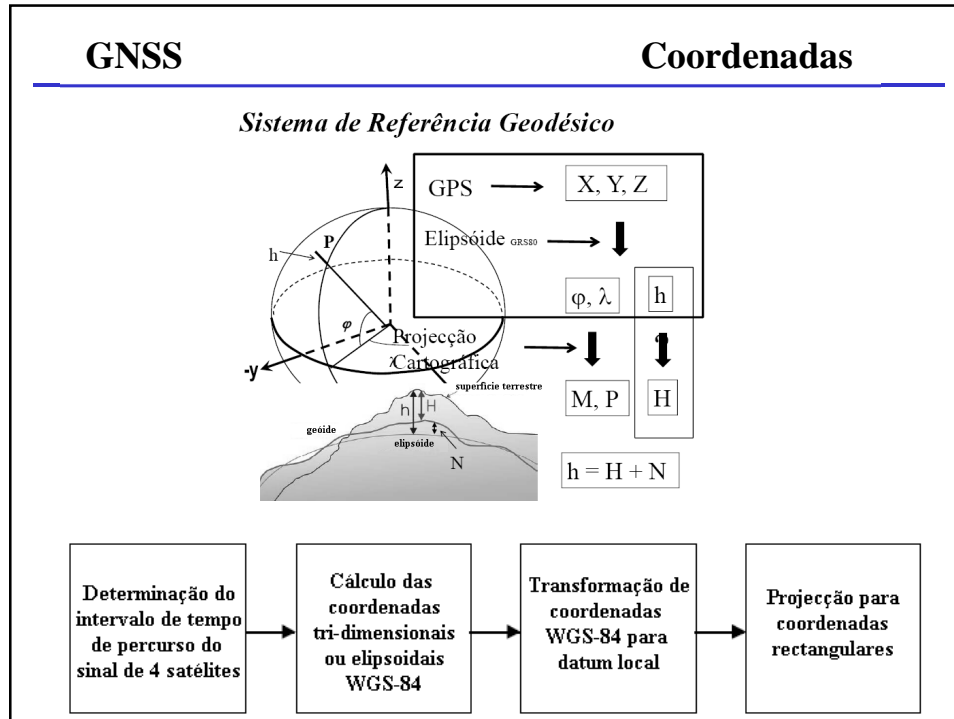 GNSS Coordenadas
Sistema de Referência Geodésico
z
P
h
φ
-y
λ
GPS X, Y, Z
Elipsóide GRS80
φ, λ h
Projecção
Cartográfica
M, P H
h = H + N
superfície terrestre
h H
geóide
elipsóide
N
Determinação do
intervalo de tempo
de percurso do
sinal de 4 satélites
Cálculo das
coordenadas
tri-dimensionais
ou elipsoidais
WGS-84
Transformação de
coordenadas
WGS-84 para
datum local
Projecção para
coordenadas
rectangulares